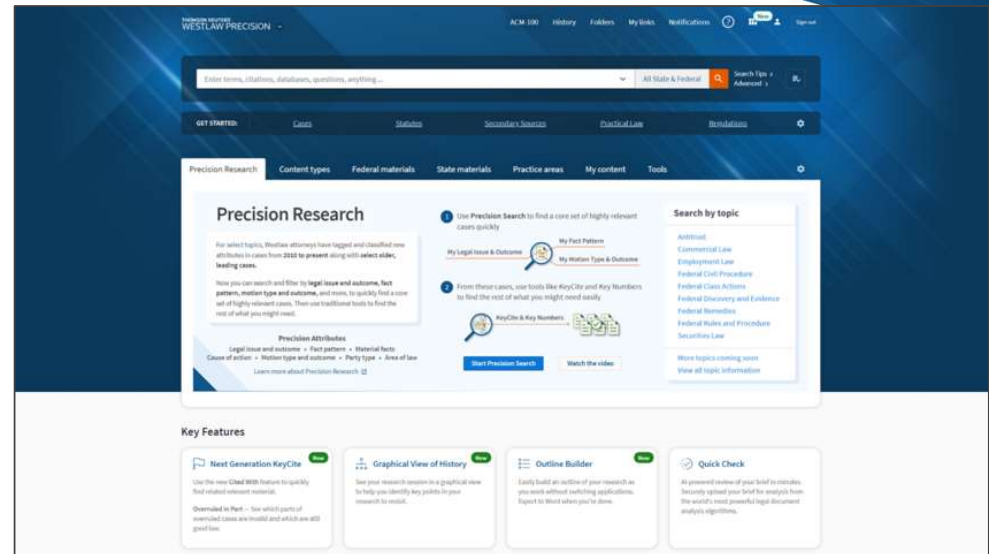 THOMSON REUTERS
WESTLAW PRECISION
ACM-100 History Folders My links Notifications ? New Sign out
Enter terms, citations, databases, questions, anything ... All State & Federal Search Tips
Advanced
GET STARTED: Cases Statutes Secondary Sources Practical Law Regulations
Precision Research Content types Federal materials State materials Practice areas My content Tools
Precision Research
For select topics, Westlaw attorneys have tagged and classified new
attributes in cases from 2010 to present along with select older,
leading cases.
Now you can search and filter by legal issue and outcome, fact
pattern, motion type and outcome, and more, to quickly find a core
set of highly relevant cases. Then use traditional tools to find the
rest of what you might need.
Precision Attributes
Legal issue and outcome • Fact pattern • Material facts
Cause of action • Motion type and outcome • Party type • Area of law
Learn more about Precision Research
1 Use Precision Search to find a core set of highly relevant
cases quickly
My Fact Pattern
My Legal Issue & Outcome
My Motion Type & Outcome
2 From these cases, use tools like KeyCite and Key Numbers
to find the rest of what you might need easily
KeyCite & Key Numbers
Start Precision Search Watch the video
Search by topic
Antitrust
Commercial Law
Employment Law
Federal Civil Procedure
Federal Class Actions
Federal Discovery and Evidence
Federal Remedies
Federal Rules and Procedure
Securities Law
More topics coming soon
View all topic information
Key Features
Next Generation KeyCite New
Use the new Cited With feature to quickly
find related relevant material.
Overruled in Part — See which parts of
overruled cases are invalid and which are still
good law.
Graphical View of History New
See your research session in a graphical view
to help you identify key points in your
research to revisit.
Outline Builder New
Easily build an outline of your research as
you work without switching applications.
Export to Word when you're done.
Quick Check
AI powered review of your brief in minutes.
Securely upload your brief for analysis from
the world's most powerful legal document
analysis algorithms.